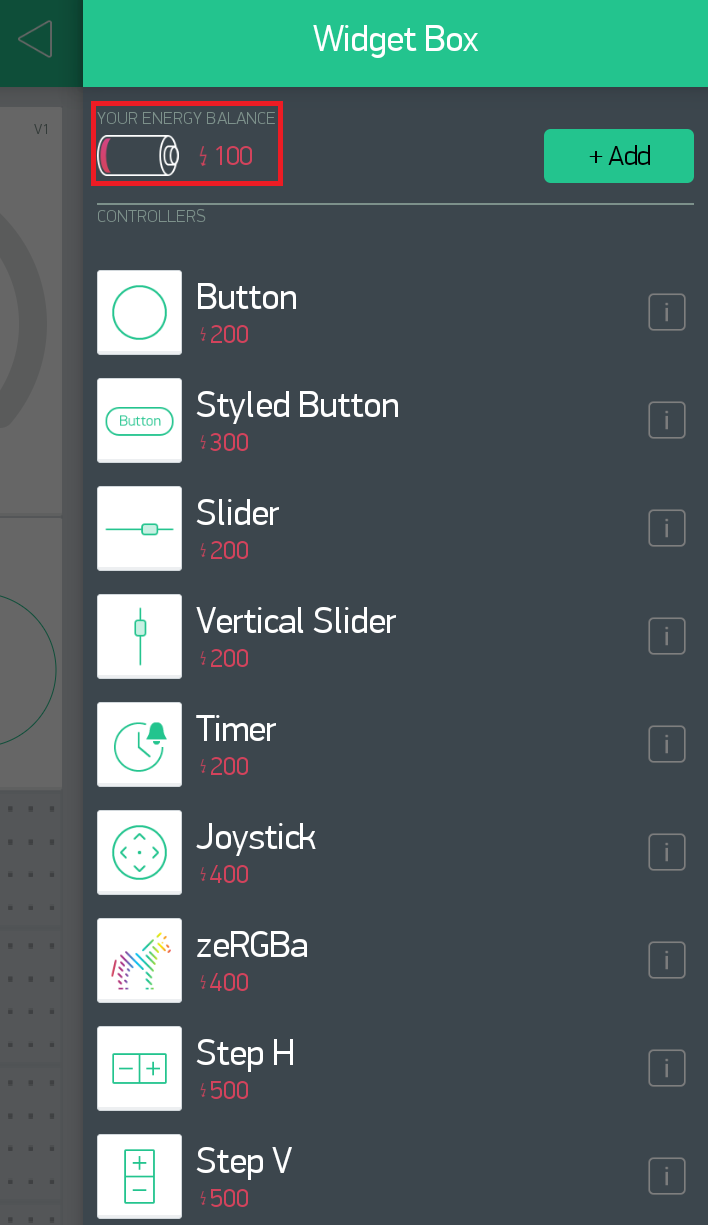 Widget Box
V1
YOUR ENERGY BALANCE
100
+ Add
CONTROLLERS
Button
200
i
Button
Styled Button
300
i
Slider
200
i
Vertical Slider
200
i
Timer
200
i
Joystick
400
i
zeRGBa
400
i
Step H
500
i
Step V
500
i